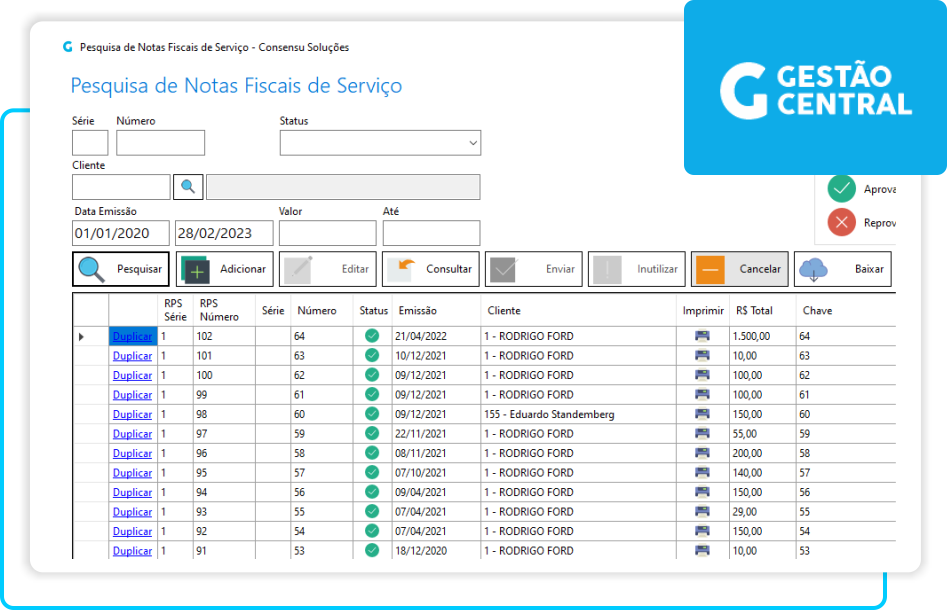 Pesquisa de Notas Fiscais de Serviço - Consensu Soluções
GESTÃO
CENTRAL
Pesquisa de Notas Fiscais de Serviço
Série Número Status
Cliente
Aprova
Reprov
Data Emissão Valor Até
01/01/2020 28/02/2023
Pesquisar Adicionar Editar Consultar Enviar Inutilizar Cancelar Baixar
RPS Série RPS Número Série Número Status Emissão Cliente Imprimir R$ Total Chave
Duplicar 1 102 64 21/04/2022 1 - RODRIGO FORD 1.500,00 64
Duplicar 1 101 63 10/12/2021 1 - RODRIGO FORD 10,00 63
Duplicar 1 100 62 09/12/2021 1 - RODRIGO FORD 100,00 62
Duplicar 1 99 61 09/12/2021 1 - RODRIGO FORD 100,00 61
Duplicar 1 98 60 09/12/2021 155 - Eduardo Standemberg 150,00 60
Duplicar 1 97 59 22/11/2021 1 - RODRIGO FORD 55,00 59
Duplicar 1 96 58 08/11/2021 1 - RODRIGO FORD 200,00 58
Duplicar 1 95 57 07/10/2021 1 - RODRIGO FORD 140,00 57
Duplicar 1 94 56 09/04/2021 1 - RODRIGO FORD 150,00 56
Duplicar 1 93 55 07/04/2021 1 - RODRIGO FORD 29,00 55
Duplicar 1 92 54 07/04/2021 1 - RODRIGO FORD 150,00 54
Duplicar 1 91 53 18/12/2020 1 - RODRIGO FORD 10,00 53